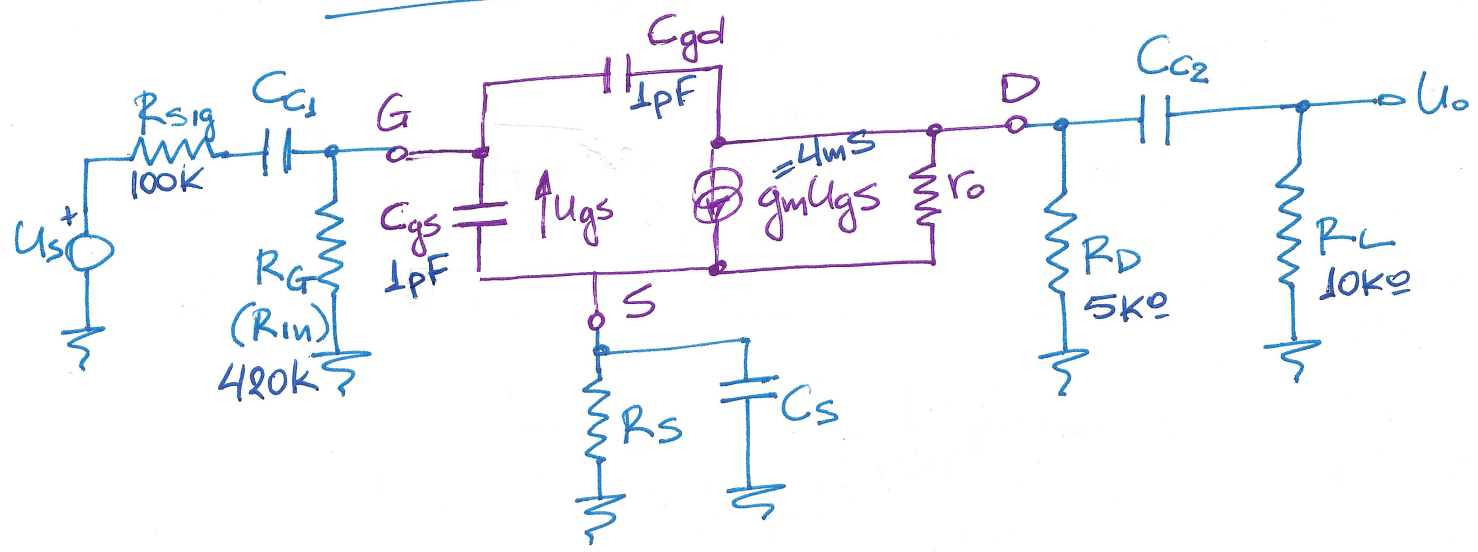 Cgd
1pF
Rsig
100K
CC1
G
Cgs
1pF
Ugs
=4mS
gmUgs
ro
D
CC2
Uo
+
Us
RG
(Rin)
420K
S
RS
CS
RD
5KΩ
RL
10KΩ